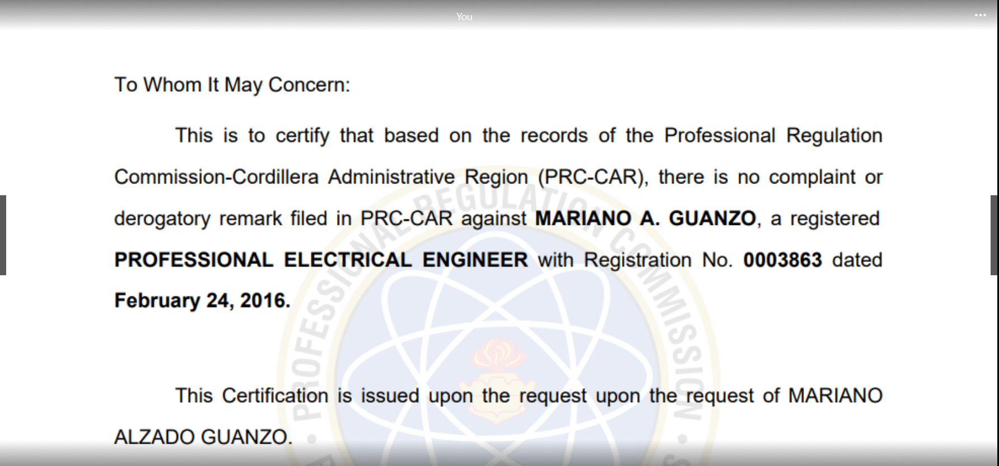 You
To Whom It May Concern:
This is to certify that based on the records of the Professional Regulation
Commission-Cordillera Administrative Region (PRC-CAR), there is no complaint or
derogatory remark filed in PRC-CAR against MARIANO A. GUANZO, a registered
PROFESSIONAL ELECTRICAL ENGINEER with Registration No. 0003863 dated
February 24, 2016.
This Certification is issued upon the request upon the request of MARIANO
ALZADO GUANZO.
PROFESSIONAL REGULATION COMMISSION